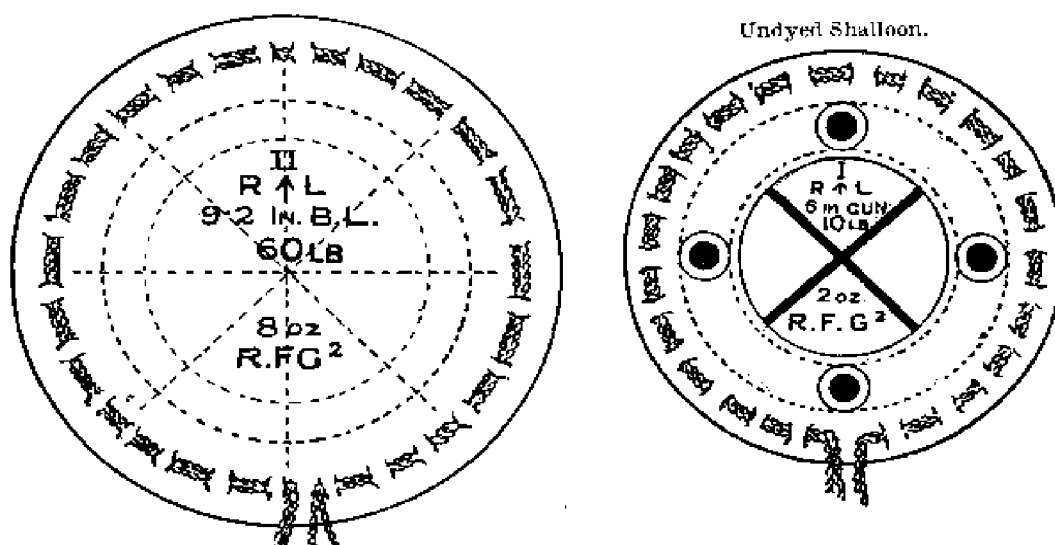 Undyed Shalloon.
II
R ↑ L
9·2 IN. B.L.
60 LB
8 oz
R.F G²
I
R ↑ L
6 in GUN
10 LB
2 oz.
R. F. G²